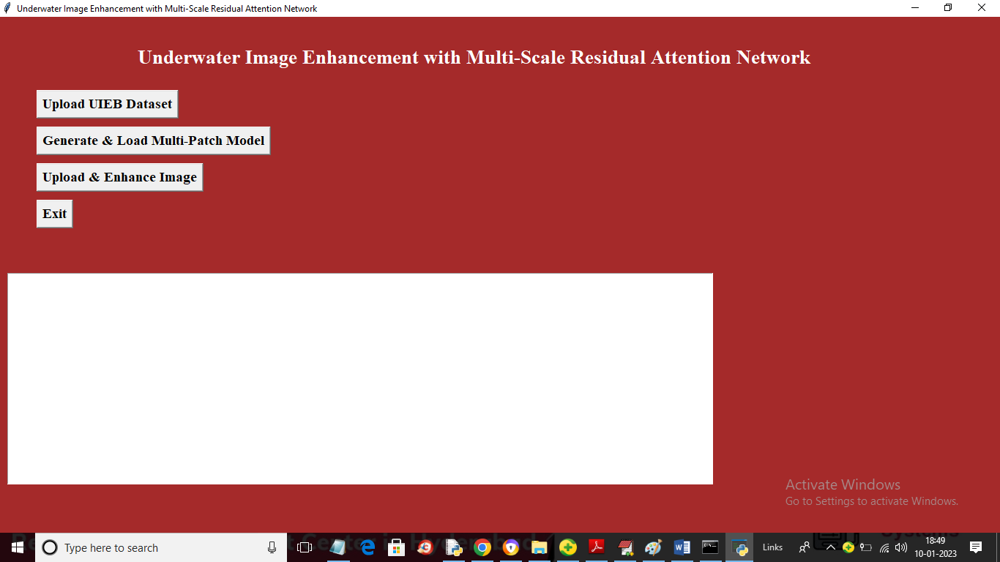 Underwater Image Enhancement with Multi-Scale Residual Attention Network
Underwater Image Enhancement with Multi-Scale Residual Attention Network
Upload UIEB Dataset
Generate & Load Multi-Patch Model
Upload & Enhance Image
Exit
Activate Windows
Go to Settings to activate Windows.
Type here to search
Links
18:49
10-01-2023